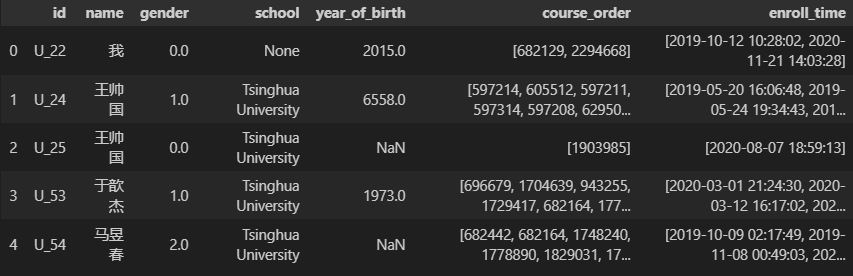 id name gender school year_of_birth course_order enroll_time
0 U_22 我 0.0 None 2015.0 [682129, 2294668] [2019-10-12 10:28:02, 2020-
11-21 14:03:28]
1 U_24 王帅 1.0 Tsinghua 6558.0 [597214, 605512, 597211, [2019-05-20 16:06:48, 2019-
国 University 597314, 597208, 62950... 05-24 19:34:43, 201...
2 U_25 王帅 0.0 Tsinghua NaN [1903985] [2020-08-07 18:59:13]
国 University
3 U_53 于歆 1.0 Tsinghua 1973.0 [696679, 1704639, 943255, [2020-03-01 21:24:30, 2020-
杰 University 1729417, 682164, 177... 03-12 16:17:02, 202...
4 U_54 马昱 2.0 Tsinghua NaN [682442, 682164, 1748240, [2019-10-09 02:17:49, 2019-
春 University 1778890, 1829031, 17... 11-08 00:49:03, 202...